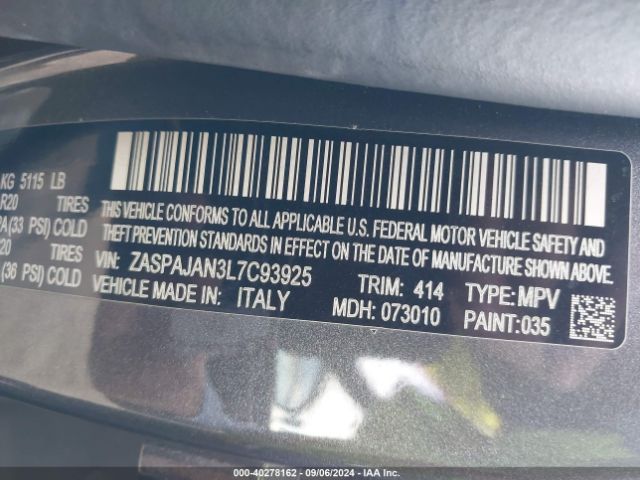 KG 5115 LB
R20 TIRES
PA(33 PSI) COLD
20 TIRES
(36 PSI) COLD
THIS VEHICLE CONFORMS TO ALL APPLICABLE U.S. FEDERAL MOTOR VEHICLE SAFETY AND
THEFT PREVENTION STANDARDS IN EFFECT ON THE DATE OF MANUFACTURE SHOWN ABOVE.
VIN: ZASPAJAN3L7C93925 TRIM: 414 TYPE: MPV
VEHICLE MADE IN: ITALY MDH: 073010 PAINT:035
000-40278162 - 09/06/2024 - IAA Inc.